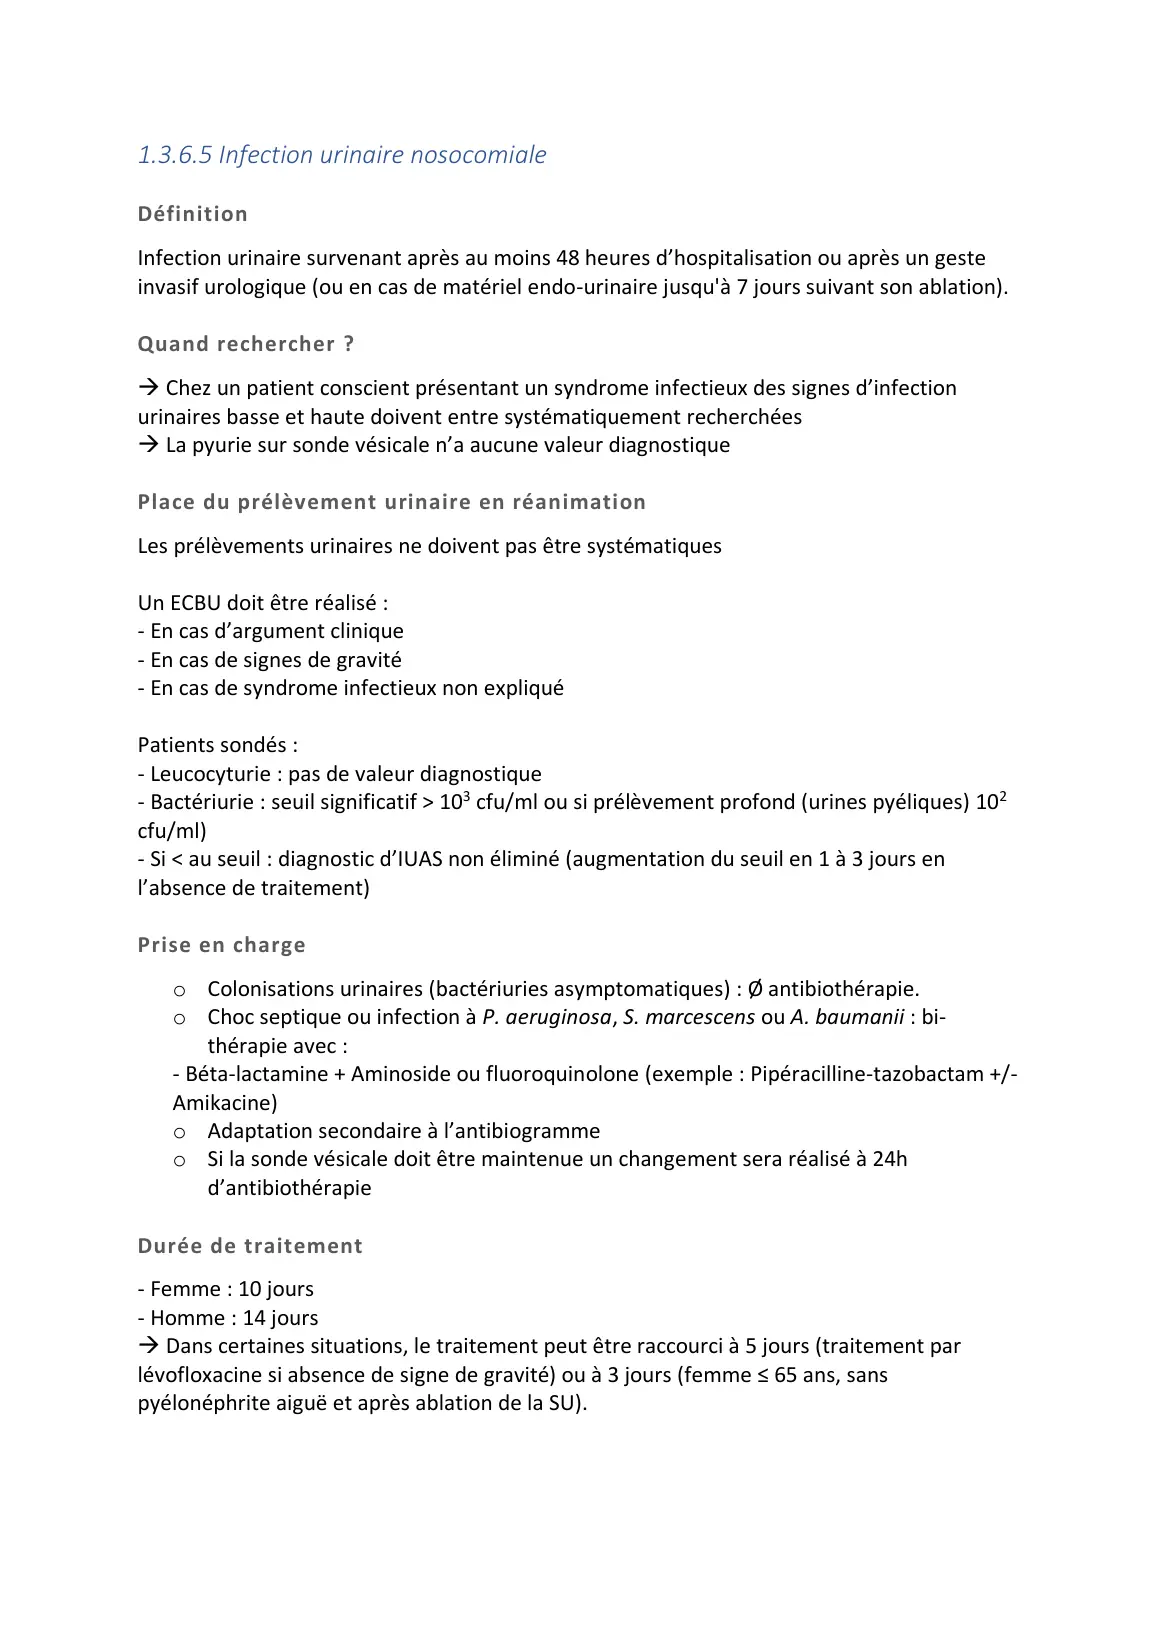 1.3.6.5 Infection urinaire nosocomiale
Définition
Infection urinaire survenant après au moins 48 heures d’hospitalisation ou après un geste
invasif urologique (ou en cas de matériel endo-urinaire jusqu'à 7 jours suivant son ablation).
Quand rechercher ?
→ Chez un patient conscient présentant un syndrome infectieux des signes d’infection
urinaires basse et haute doivent entre systématiquement recherchées
→ La pyurie sur sonde vésicale n’a aucune valeur diagnostique
Place du prélèvement urinaire en réanimation
Les prélèvements urinaires ne doivent pas être systématiques
Un ECBU doit être réalisé :
- En cas d’argument clinique
- En cas de signes de gravité
- En cas de syndrome infectieux non expliqué
Patients sondés :
- Leucocyturie : pas de valeur diagnostique
- Bactériurie : seuil significatif > 10³ cfu/ml ou si prélèvement profond (urines pyéliques) 10²
cfu/ml)
- Si < au seuil : diagnostic d’IUAS non éliminé (augmentation du seuil en 1 à 3 jours en
l’absence de traitement)
Prise en charge
o Colonisations urinaires (bactériuries asymptomatiques) : Ø antibiothérapie.
o Choc septique ou infection à P. aeruginosa, S. marcescens ou A. baumanii : bi-
thérapie avec :
- Béta-lactamine + Aminoside ou fluoroquinolone (exemple : Pipéracilline-tazobactam +/-
Amikacine)
o Adaptation secondaire à l’antibiogramme
o Si la sonde vésicale doit être maintenue un changement sera réalisé à 24h
d’antibiothérapie
Durée de traitement
- Femme : 10 jours
- Homme : 14 jours
→ Dans certaines situations, le traitement peut être raccourci à 5 jours (traitement par
lévofloxacine si absence de signe de gravité) ou à 3 jours (femme ≤ 65 ans, sans
pyélonéphrite aiguë et après ablation de la SU).